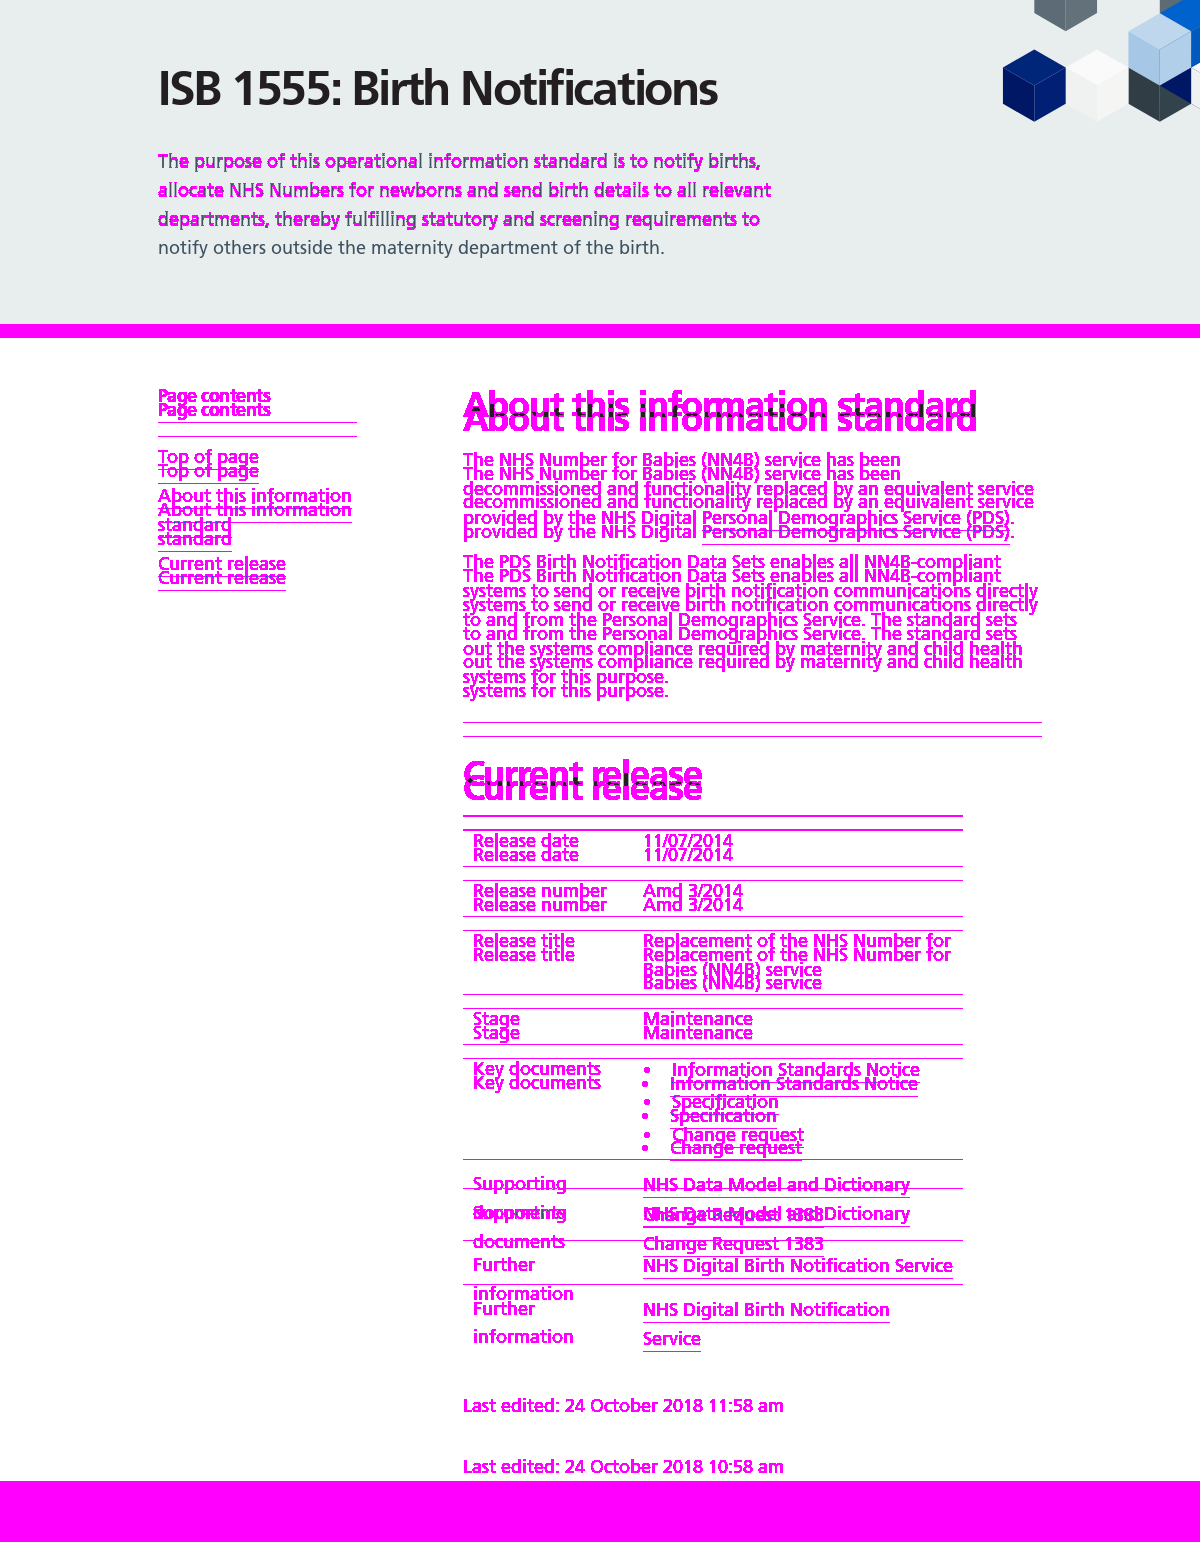 ISB 1555: Birth Notifications
The purpose of this operational information standard is to notify births,
allocate NHS Numbers for newborns and send birth details to all relevant
departments, thereby fulfilling statutory and screening requirements to
notify others outside the maternity department of the birth.
Page contents
Page contents
Top of page
Top of page
About this information
About this information
standard
standard
Current release
Current release
About this information standard
About this information standard
The NHS Number for Babies (NN4B) service has been
The NHS Number for Babies (NN4B) service has been
decommissioned and functionality replaced by an equivalent service
decommissioned and functionality replaced by an equivalent service
provided by the NHS Digital Personal Demographics Service (PDS).
provided by the NHS Digital Personal Demographics Service (PDS).
The PDS Birth Notification Data Sets enables all NN4B-compliant
The PDS Birth Notification Data Sets enables all NN4B-compliant
systems to send or receive birth notification communications directly
systems to send or receive birth notification communications directly
to and from the Personal Demographics Service. The standard sets
to and from the Personal Demographics Service. The standard sets
out the systems compliance required by maternity and child health
out the systems compliance required by maternity and child health
systems for this purpose.
systems for this purpose.
Current release
Current release
Release date 11/07/2014
Release date 11/07/2014
Release number Amd 3/2014
Release number Amd 3/2014
Release title Replacement of the NHS Number for
Release title Replacement of the NHS Number for
Babies (NN4B) service
Babies (NN4B) service
Stage Maintenance
Stage Maintenance
Key documents • Information Standards Notice
Key documents • Information Standards Notice
• Specification
• Specification
• Change request
• Change request
Supporting NHS Data Model and Dictionary
documents Change Request 1383
Supporting NHS Data Model and Dictionary
documents Change Request 1383
Further NHS Digital Birth Notification Service
information
Further NHS Digital Birth Notification
information Service
Last edited: 24 October 2018 11:58 am
Last edited: 24 October 2018 10:58 am